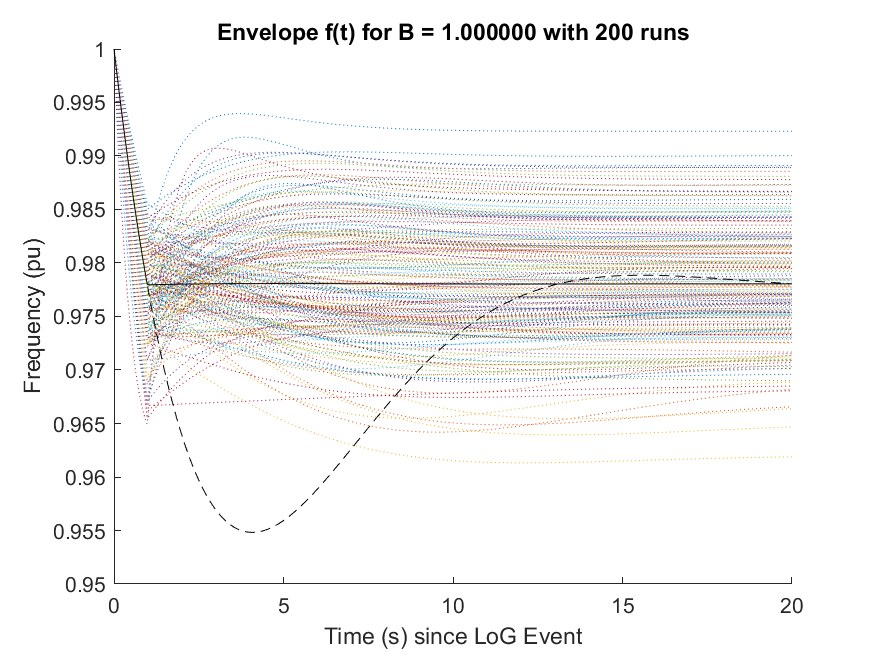 Envelope f(t) for B = 1.000000 with 200 runs
1
0.995
0.99
0.985
0.98
0.975
0.97
0.965
0.96
0.955
0.95
Frequency (pu)
0 5 10 15 20
Time (s) since LoG Event